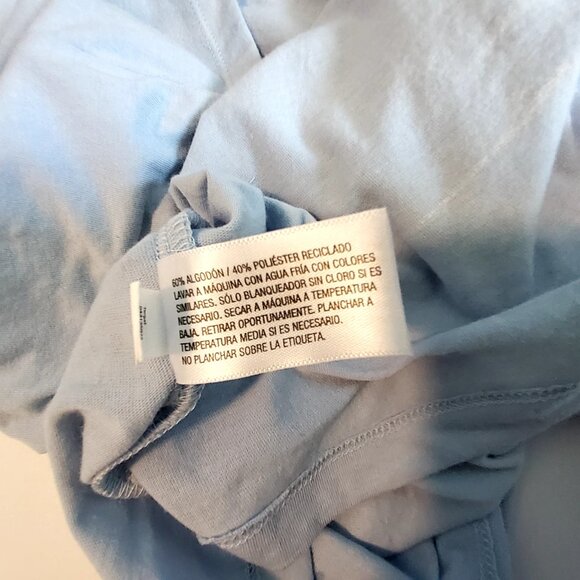 60% ALGODÓN / 40% POLIÉSTER RECICLADO
LAVAR A MÁQUINA CON AGUA FRÍA CON COLORES
SIMILARES. SÓLO BLANQUEADOR SIN CLORO SI ES
NECESARIO. SECAR A MÁQUINA A TEMPERATURA
BAJA. RETIRAR OPORTUNAMENTE. PLANCHAR A
TEMPERATURA MEDIA SI ES NECESARIO.
NO PLANCHAR SOBRE LA ETIQUETA.